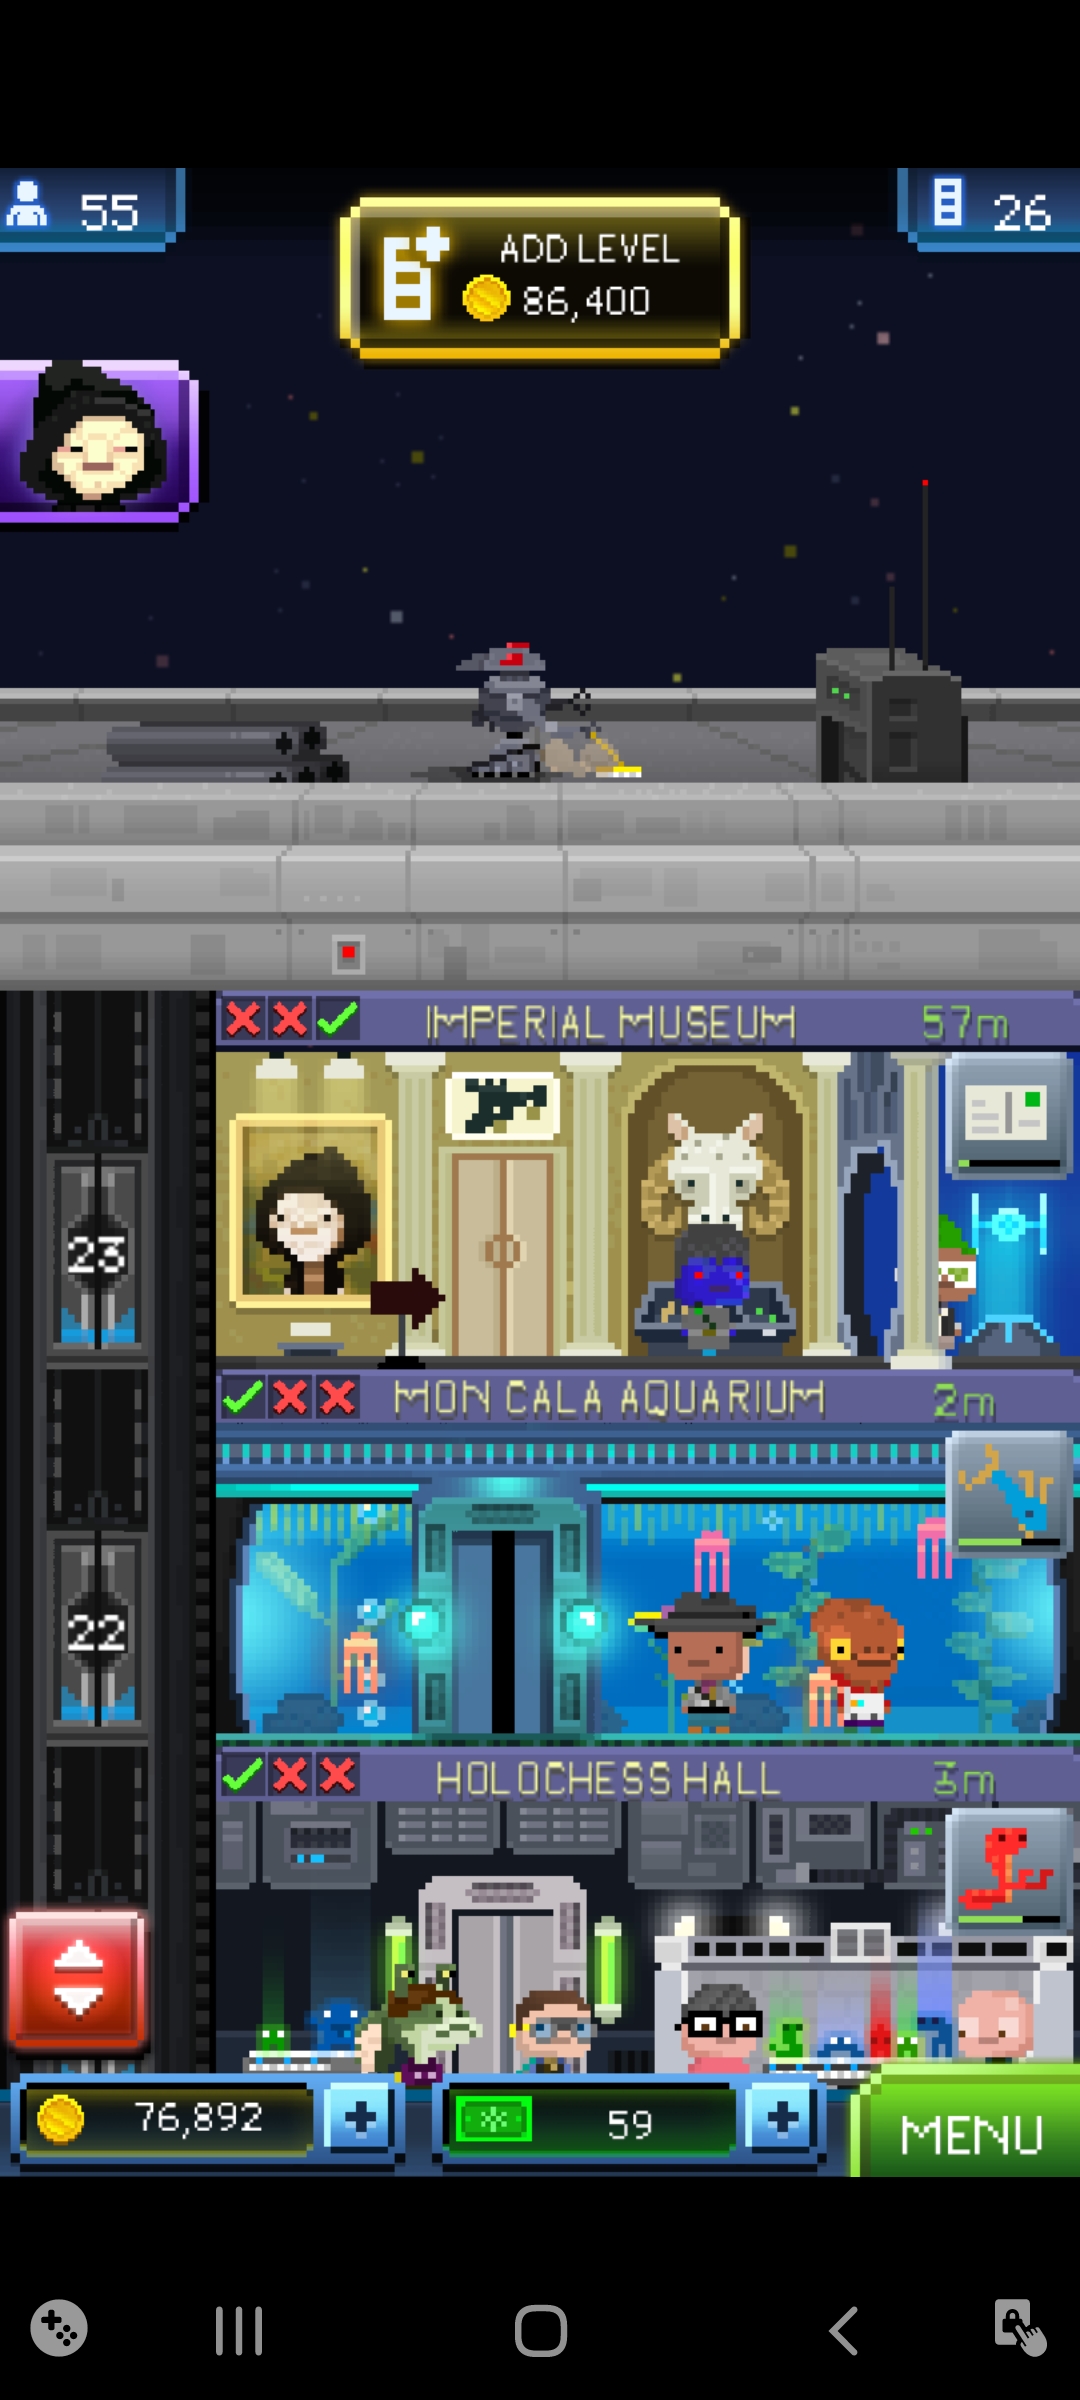 55
ADD LEVEL
86,400
26
IMPERIAL MUSEUM 57m
23
MON CALA AQUARIUM 2m
22
HOLOCHESS HALL 3m
76,892
59
MENU